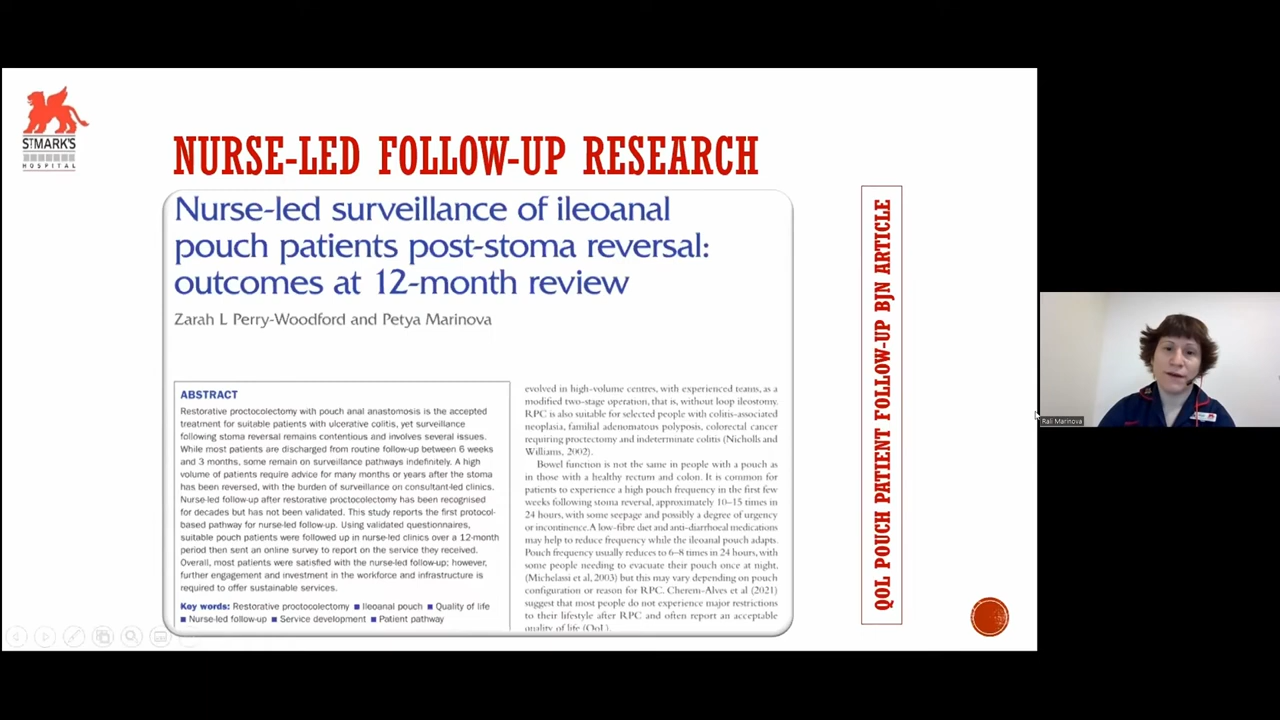 ST MARK'S
HOSPITAL
NURSE-LED FOLLOW-UP RESEARCH
Nurse-led surveillance of ileoanal
pouch patients post-stoma reversal:
outcomes at 12-month review
Zarah L Perry-Woodford and Petya Marinova
ABSTRACT
Restorative proctocolectomy with pouch anal anastomosis is the accepted
treatment for suitable patients with ulcerative colitis, yet surveillance
following stoma reversal remains contentious and involves several issues.
While most patients are discharged from routine follow-up between 6 weeks
and 3 months, some remain on surveillance pathways indefinitely. A high
volume of patients require advice for many months or years after the stoma
has been reversed, with the burden of surveillance on consultant-led clinics.
Nurse-led follow-up after restorative proctocolectomy has been recognised
for decades but has not been validated. This study reports the first protocol-
based pathway for nurse-led follow-up. Using validated questionnaires,
suitable pouch patients were followed up in nurse-led clinics over a 12-month
period then sent an online survey to report on the service they received.
Overall, most patients were satisfied with the nurse-led follow-up; however,
further engagement and investment in the workforce and infrastructure is
required to offer sustainable services.
Key words: Restorative proctocolectomy ■ Ileoanal pouch ■ Quality of life
■ Nurse-led follow-up ■ Service development ■ Patient pathway
evolved in high-volume centres, with experienced teams, as a
modified two-stage operation, that is, without loop ileostomy.
RPC is also suitable for selected people with colitis-associated
neoplasia, familial adenomatous polyposis, colorectal cancer
requiring proctectomy and indeterminate colitis (Nicholls and
Williams, 2002).
Bowel function is not the same in people with a pouch as
in those with a healthy rectum and colon. It is common for
patients to experience a high pouch frequency in the first few
weeks following stoma reversal, approximately 10–15 times in
24 hours, with some seepage and possibly a degree of urgency
or incontinence. A low-fibre diet and anti-diarrhoeal medications
may help to reduce frequency while the ileoanal pouch adapts.
Pouch frequency usually reduces to 6–8 times in 24 hours, with
some people needing to evacuate their pouch once at night.
(Michelassi et al, 2003) but this may vary depending on pouch
configuration or reason for RPC. Cherem-Alves et al (2021)
suggest that most people do not experience major restrictions
to their lifestyle after RPC and often report an acceptable
quality of life (QoL).
QOL POUCH PATIENT FOLLOW-UP BJN ARTICLE
Rali Marinova